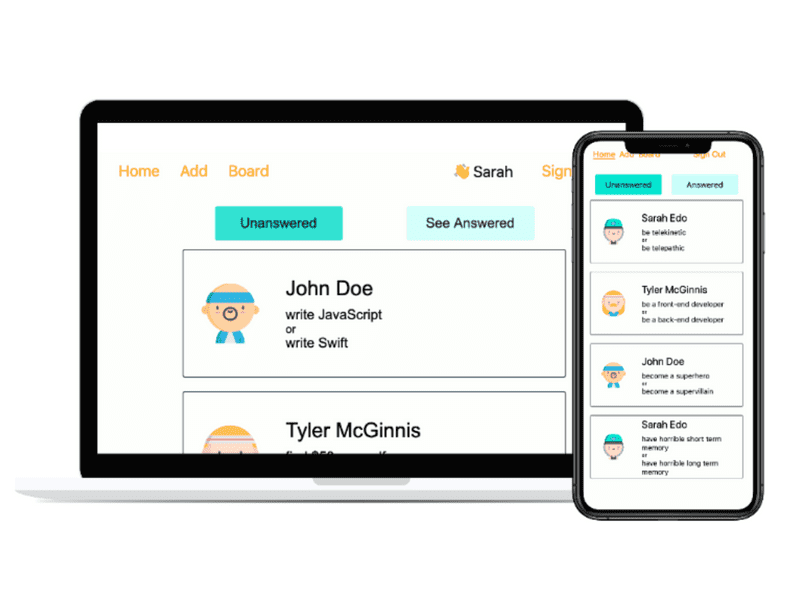 Home Add Board 👋 Sarah Sign
Unanswered See Answered
John Doe
write JavaScript
or
write Swift
Tyler McGinnis
Home Add Board Sign Out
Unanswered Answered
Sarah Edo
be telekinetic
or
be telepathic
Tyler McGinnis
be a front-end developer
or
be a back-end developer
John Doe
become a superhero
or
become a supervillain
Sarah Edo
have horrible short term
memory
or
have horrible long term
memory